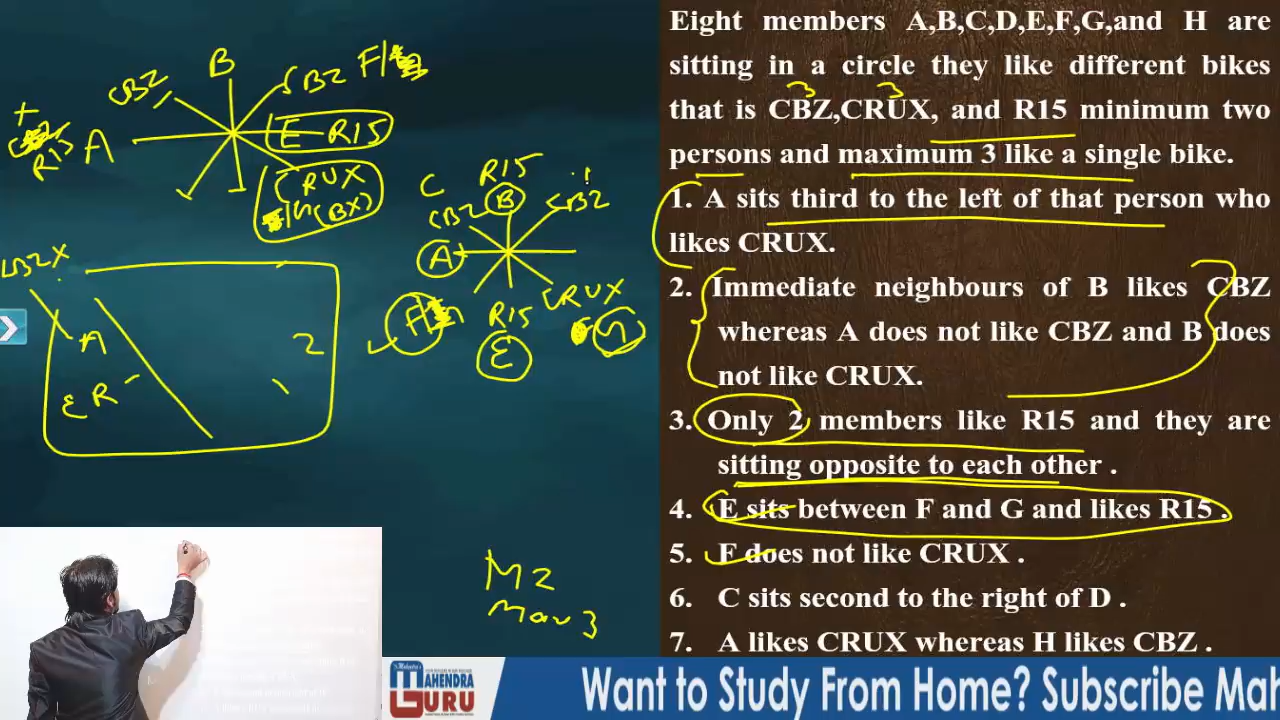 Eight members A,B,C,D,E,F,G,and H are
sitting in a circle they like different bikes
that is CBZ,CRUX, and R15 minimum two
persons and maximum 3 like a single bike.
1. A sits third to the left of that person who
likes CRUX.
2. Immediate neighbours of B likes CBZ
whereas A does not like CBZ and B does
not like CRUX.
3. Only 2 members like R15 and they are
sitting opposite to each other .
4. E sits between F and G and likes R15 .
5. F does not like CRUX .
6. C sits second to the right of D .
7. A likes CRUX whereas H likes CBZ .
3 3
B
CBZ
CBZ F/
A
E R15
R15
CRUX
R15
C
B
CBZ
CBZ
A
CRUX
R15
E
CBZX
A
2
E R
M2
Max 3
MAHENDRA
GURU
Want to Study From Home? Subscribe Mah